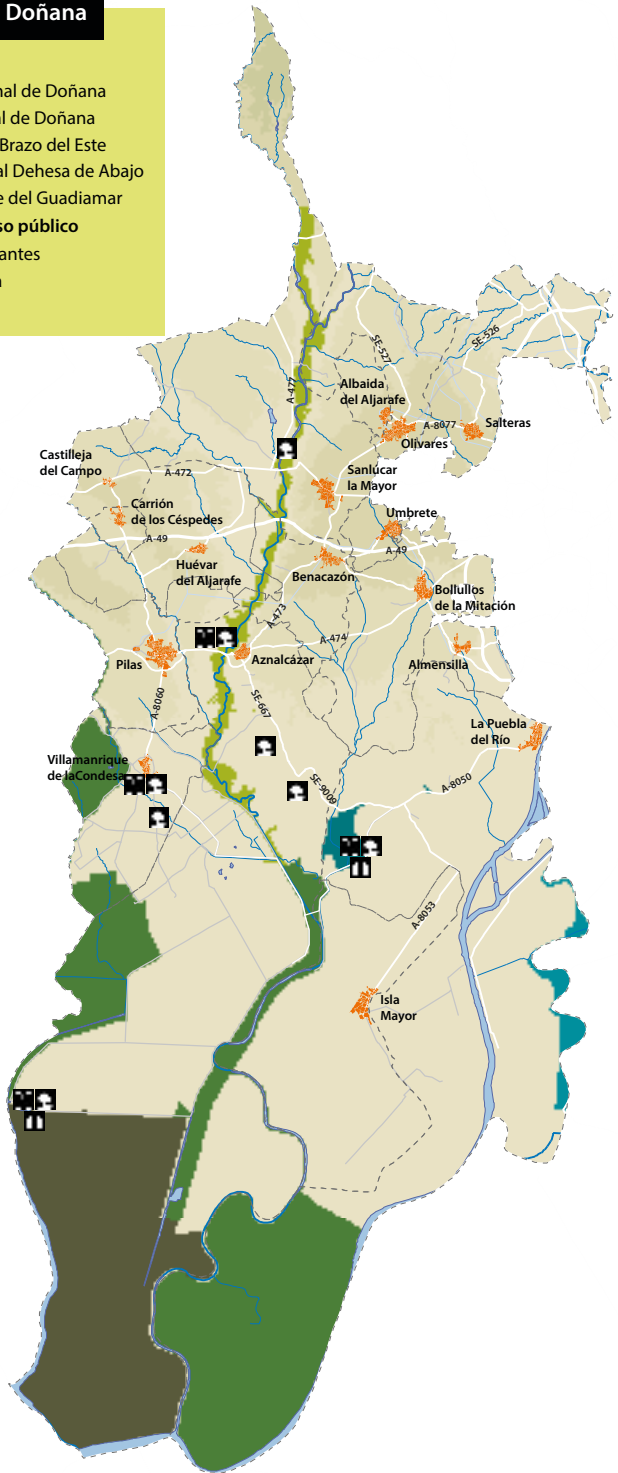 Doñana
nal de Doñana
al de Doñana
Brazo del Este
al Dehesa de Abajo
e del Guadiamar
so público
antes
a
SE-527
SE-526
A-477
Albaida
del Aljarafe
A-8077
Salteras
Olivares
Castilleja
del Campo
A-472
Sanlúcar
la Mayor
Carrión
de los Céspedes
Umbrete
A-49
A-49
Huévar
del Aljarafe
Benacazón
Bollullos
de la Mitación
A-473
A-474
Pilas
Aznalcázar
Almensilla
A-8060
SE-667
La Puebla
del Río
Villamanrique
de laCondesa
SE-9009
A-8050
A-8053
Isla
Mayor